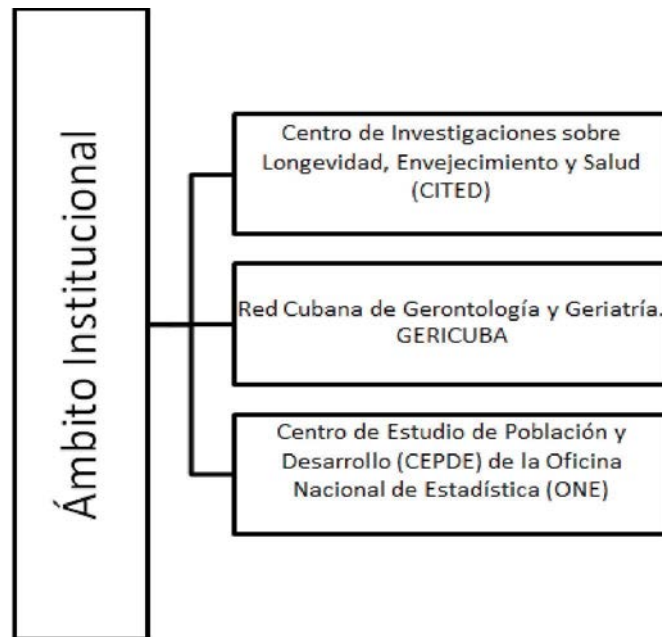 Ámbito Institucional
Centro de Investigaciones sobre
Longevidad, Envejecimiento y Salud
(CITED)
Red Cubana de Gerontología y Geriatría.
GERICUBA
Centro de Estudio de Población y
Desarrollo (CEPDE) de la Oficina
Nacional de Estadística (ONE)